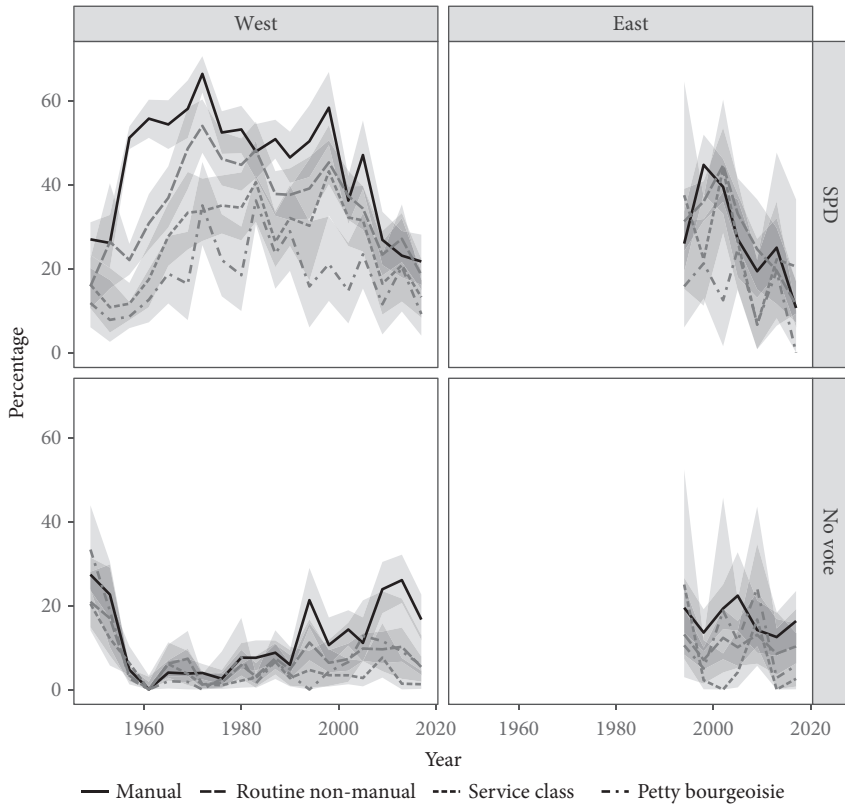 West East
60
40
20
0
SPD
Percentage
60
40
20
0
No vote
1960 1980 2000 2020 1960 1980 2000 2020
Year
Manual Routine non-manual Service class Petty bourgeoisie